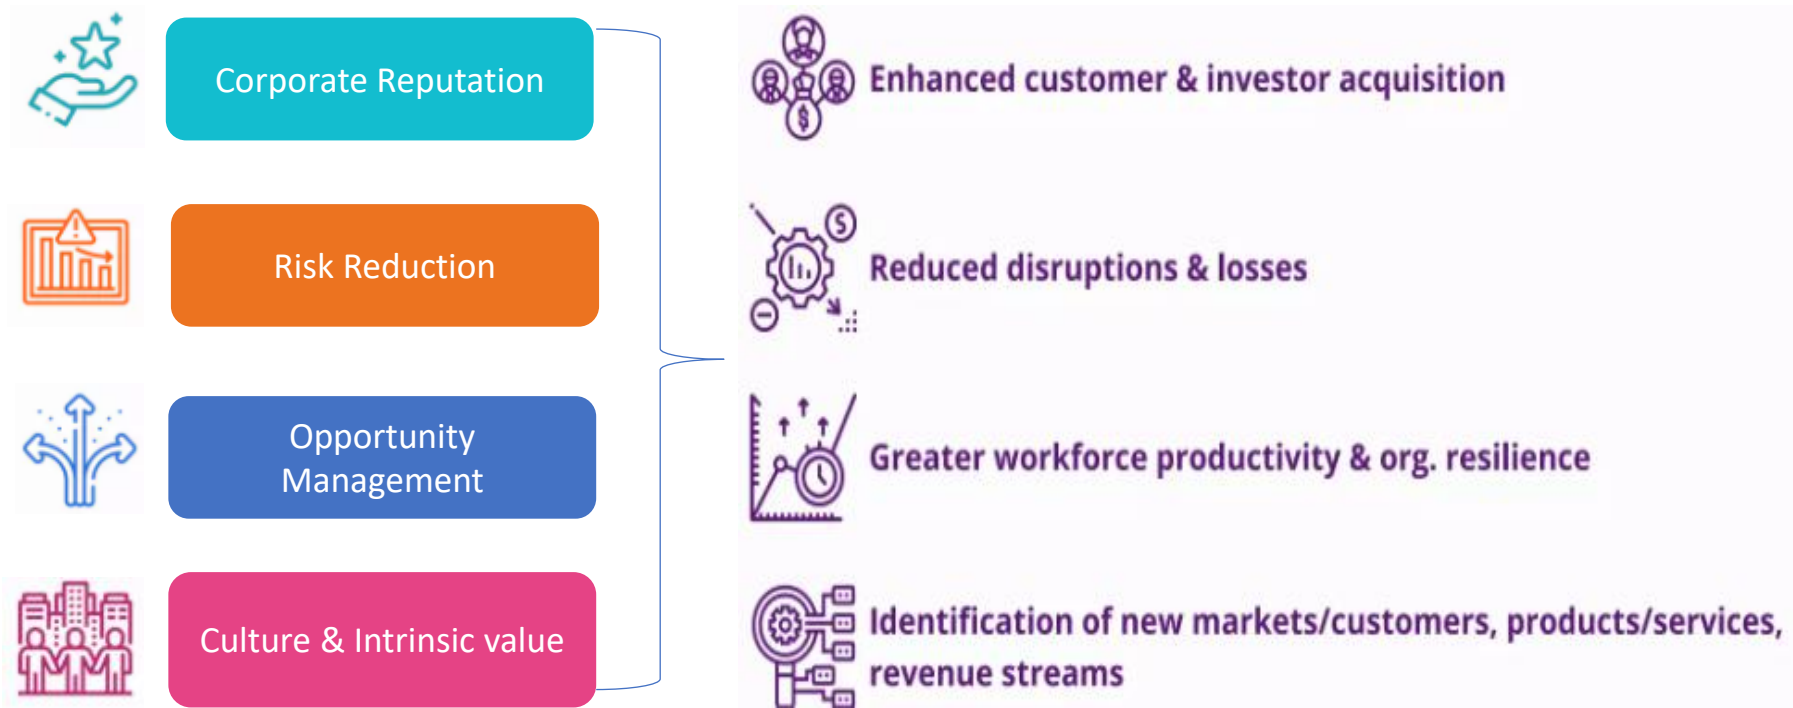 Corporate Reputation
Enhanced customer & investor acquisition
Risk Reduction
Reduced disruptions & losses
Opportunity
Management
Greater workforce productivity & org. resilience
Culture & Intrinsic value
Identification of new markets/customers, products/services,
revenue streams